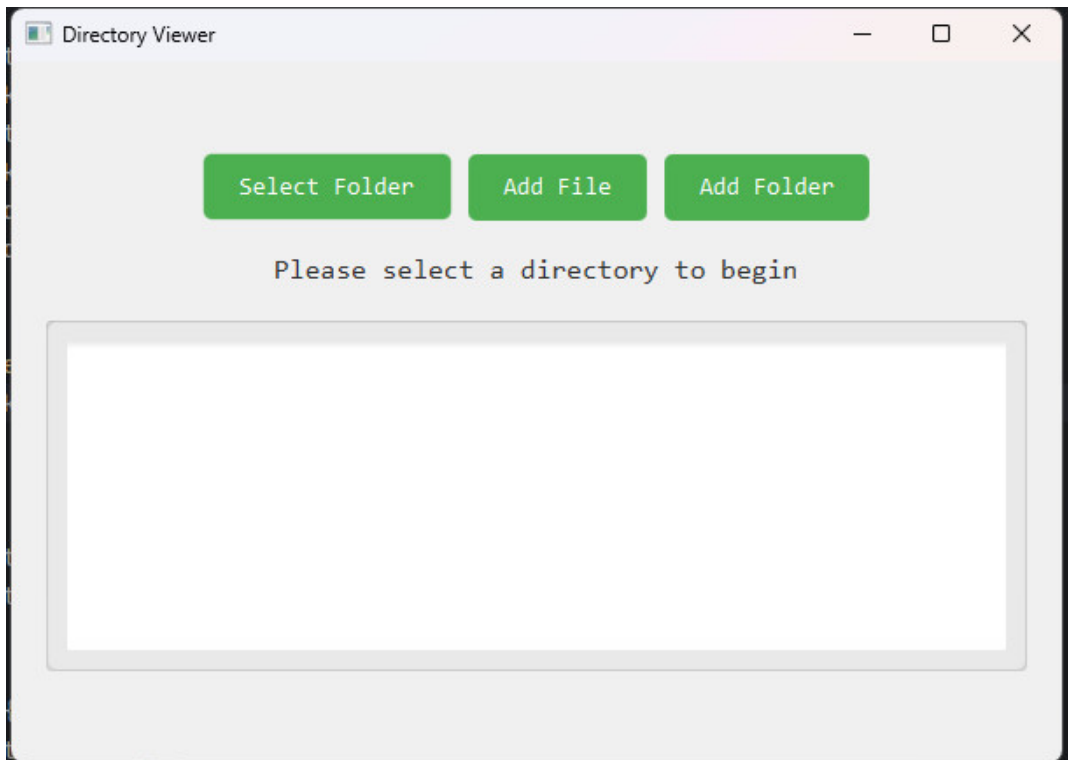 Directory Viewer
Select Folder
Add File
Add Folder
Please select a directory to begin